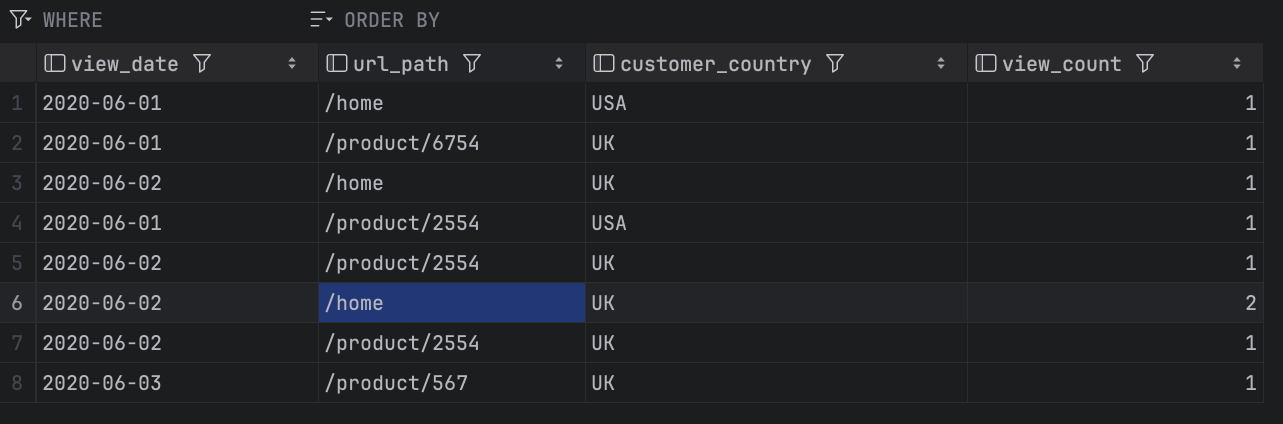 WHERE ORDER BY
view_date url_path customer_country view_count
1 2020-06-01 /home USA 1
2 2020-06-01 /product/6754 UK 1
3 2020-06-02 /home UK 1
4 2020-06-01 /product/2554 USA 1
5 2020-06-02 /product/2554 UK 1
6 2020-06-02 /home UK 2
7 2020-06-02 /product/2554 UK 1
8 2020-06-03 /product/567 UK 1